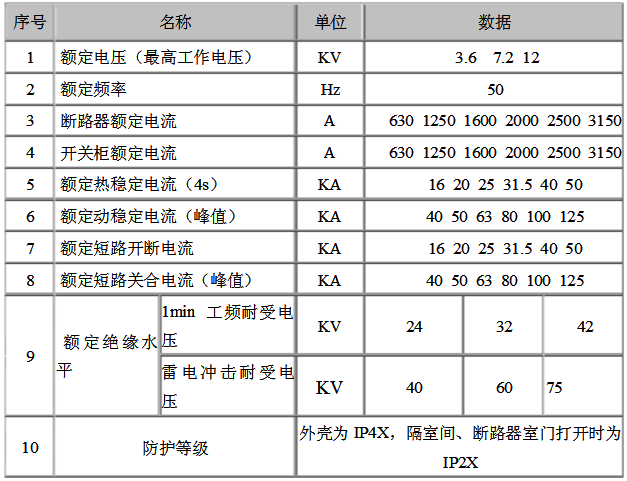 序号 名称 单位 数据
1 额定电压（最高工作电压） KV 3.6 7.2 12
2 额定频率 Hz 50
3 断路器额定电流 A 630 1250 1600 2000 2500 3150
4 开关柜额定电流 A 630 1250 1600 2000 2500 3150
5 额定热稳定电流（4s） KA 16 20 25 31.5 40 50
6 额定动稳定电流（峰值） KA 40 50 63 80 100 125
7 额定短路开断电流 KA 16 20 25 31.5 40 50
8 额定短路关合电流（峰值） KA 40 50 63 80 100 125
9 额定绝缘水
平
1min 工频耐受电
压
KV 24 32 42
雷电冲击耐受电
压
KV 40 60 75
10 防护等级 外壳为 IP4X，隔室间、断路器室门打开时为
IP2X